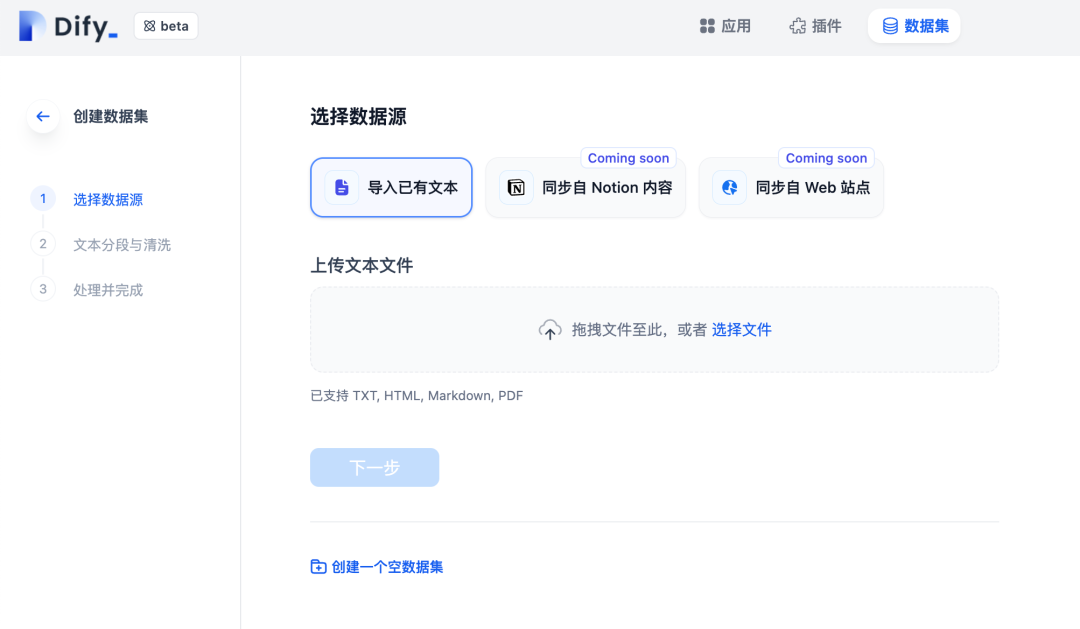 Dify_
beta
应用
插件
数据集
创建数据集
1 选择数据源
2 文本分段与清洗
3 处理并完成
选择数据源
Coming soon
Coming soon
导入已有文本
同步自 Notion 内容
同步自 Web 站点
上传文本文件
拖拽文件至此，或者 选择文件
已支持 TXT, HTML, Markdown, PDF
下一步
创建一个空数据集